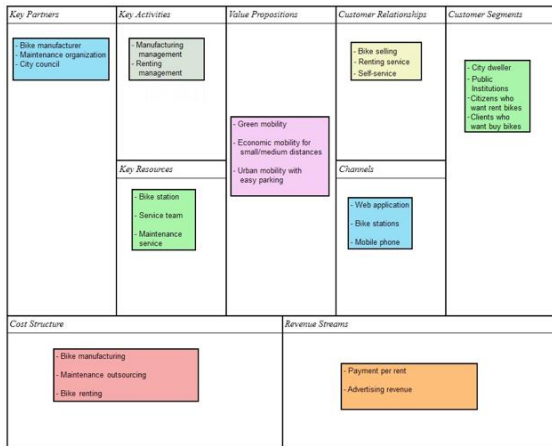 Key Partners
- Bike manufacturer
- Maintenance organization
- City council
Key Activities
- Manufacturing
management
- Renting
management
Key Resources
- Bike station
- Service team
- Maintenance
service
Value Propositions
- Green mobility
- Economic mobility for
small/medium distances
- Urban mobility with
easy parking
Customer Relationships
- Bike selling
- Renting service
- Self-service
Channels
- Web application
- Bike stations
- Mobile phone
Customer Segments
- City dweller
- Public
Institutions
- Citizens who
want rent bikes
- Clients who
want buy bikes
Cost Structure
- Bike manufacturing
- Maintenance outsourcing
- Bike renting
Revenue Streams
- Payment per rent
- Advertising revenue